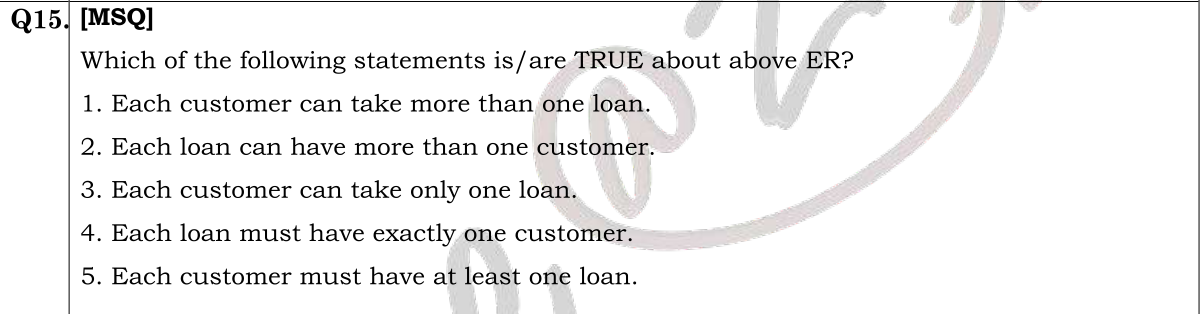 Q15. [MSQ]
Which of the following statements is/are TRUE about above ER?
1. Each customer can take more than one loan.
2. Each loan can have more than one customer.
3. Each customer can take only one loan.
4. Each loan must have exactly one customer.
5. Each customer must have at least one loan.